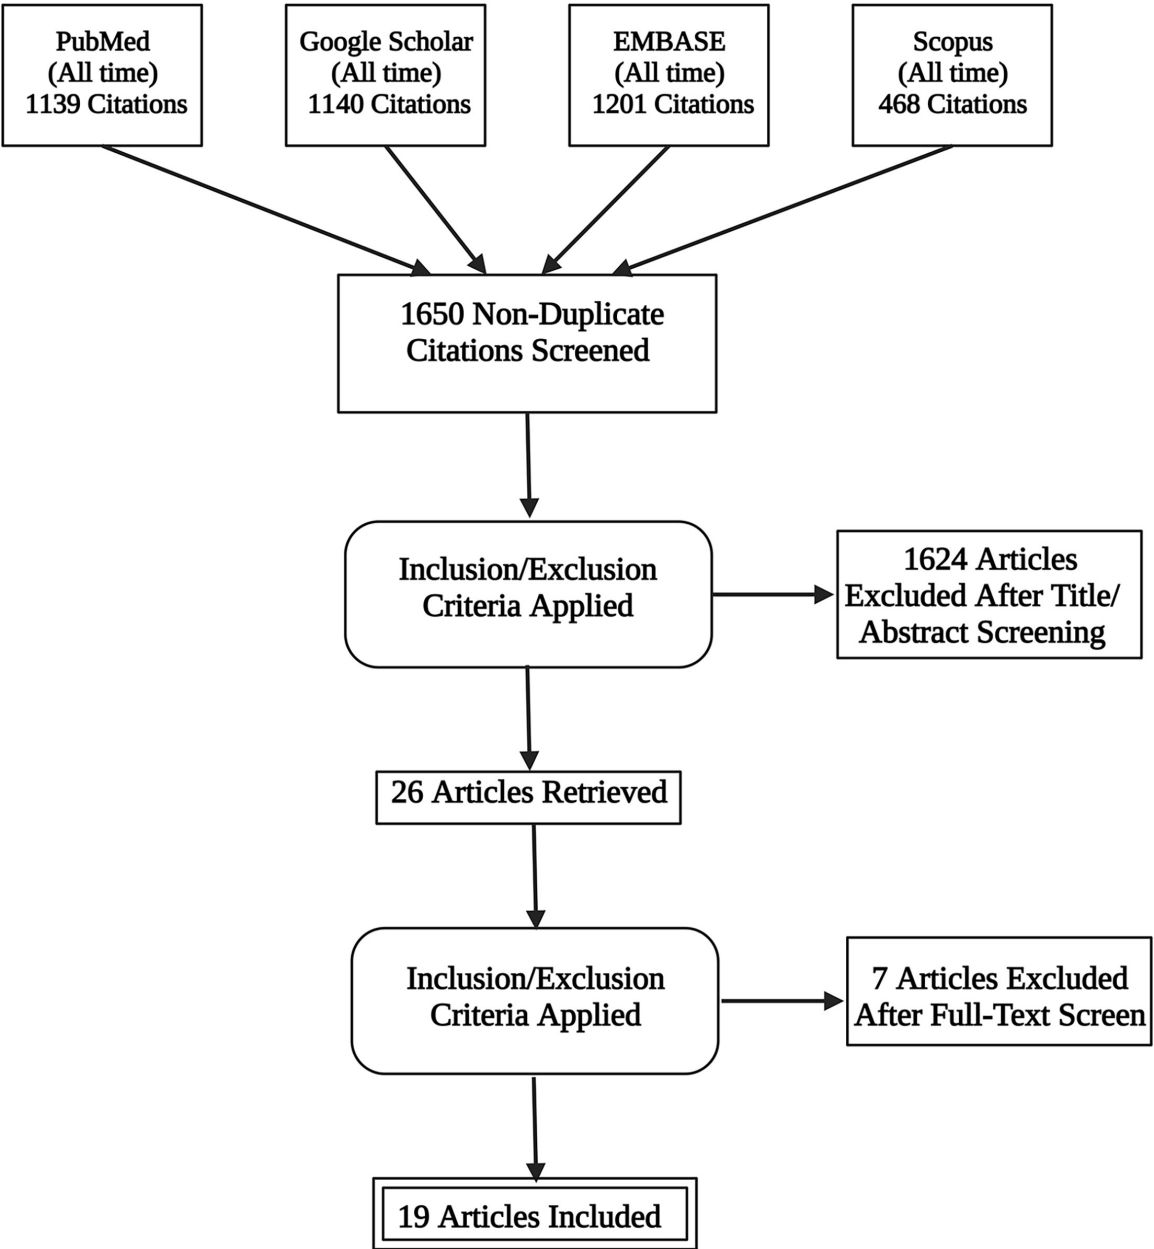 PubMed
(All time)
1139 Citations
Google Scholar
(All time)
1140 Citations
EMBASE
(All time)
1201 Citations
Scopus
(All time)
468 Citations
1650 Non-Duplicate
Citations Screened
Inclusion/Exclusion
Criteria Applied
1624 Articles
Excluded After Title/
Abstract Screening
26 Articles Retrieved
Inclusion/Exclusion
Criteria Applied
7 Articles Excluded
After Full-Text Screen
19 Articles Included